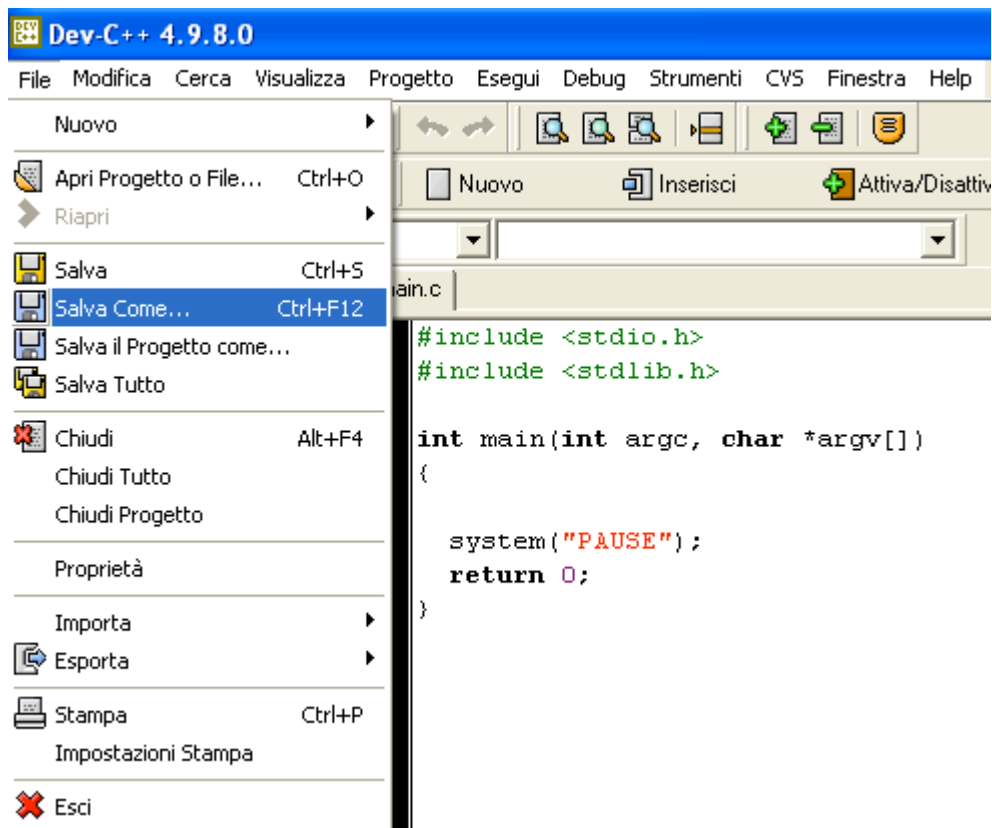 Dev-C++ 4.9.8.0
File Modifica Cerca Visualizza Progetto Esegui Debug Strumenti CVS Finestra Help
Nuovo
Apri Progetto o File... Ctrl+O
Riapri
Salva Ctrl+S
Salva Come... Ctrl+F12
Salva il Progetto come...
Salva Tutto
Chiudi Alt+F4
Chiudi Tutto
Chiudi Progetto
Proprietà
Importa
Esporta
Stampa Ctrl+P
Impostazioni Stampa
Esci
Nuovo Inserisci Attiva/Disattiv
ain.c
#include <stdio.h>
#include <stdlib.h>
int main(int argc, char *argv[])
{
system("PAUSE");
return 0;
}